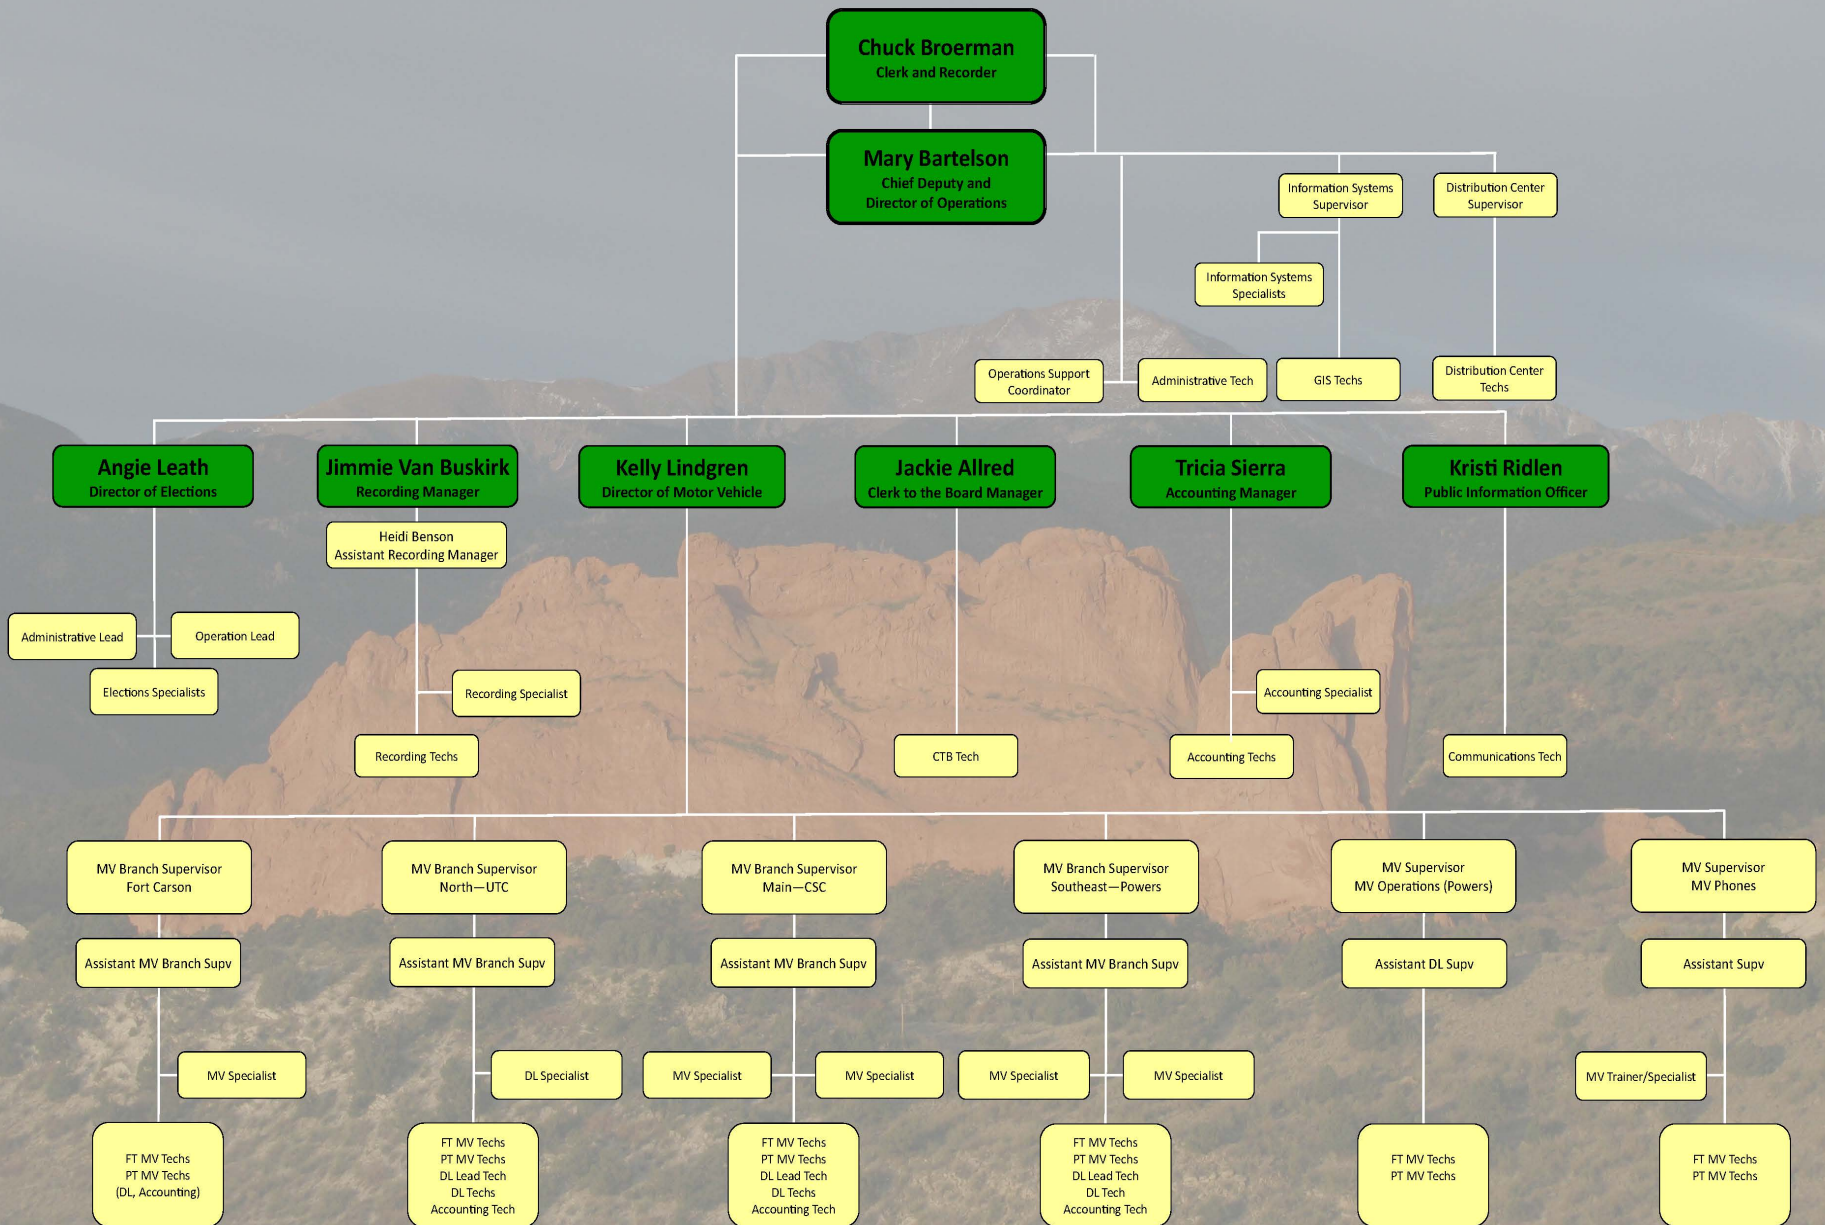 Chuck Broerman
Clerk and Recorder
Mary Bartelson
Chief Deputy and
Director of Operations
Information Systems
Supervisor
Distribution Center
Supervisor
Information Systems
Specialists
Operations Support
Coordinator
Administrative Tech
GIS Techs
Distribution Center
Techs
Angie Leath
Director of Elections
Jimmie Van Buskirk
Recording Manager
Kelly Lindgren
Director of Motor Vehicle
Jackie Allred
Clerk to the Board Manager
Tricia Sierra
Accounting Manager
Kristi Ridlen
Public Information Officer
Heidi Benson
Assistant Recording Manager
Administrative Lead
Operation Lead
Elections Specialists
Recording Specialist
Recording Techs
CTB Tech
Accounting Specialist
Accounting Techs
Communications Tech
MV Branch Supervisor
Fort Carson
MV Branch Supervisor
North—UTC
MV Branch Supervisor
Main—CSC
MV Branch Supervisor
Southeast—Powers
MV Supervisor
MV Operations (Powers)
MV Supervisor
MV Phones
Assistant MV Branch Supv
Assistant MV Branch Supv
Assistant MV Branch Supv
Assistant MV Branch Supv
Assistant DL Supv
Assistant Supv
MV Specialist
DL Specialist
MV Specialist
MV Specialist
MV Specialist
MV Specialist
MV Trainer/Specialist
FT MV Techs
PT MV Techs
(DL, Accounting)
FT MV Techs
PT MV Techs
DL Lead Tech
DL Techs
Accounting Tech
FT MV Techs
PT MV Techs
DL Lead Tech
DL Techs
Accounting Tech
FT MV Techs
PT MV Techs
DL Lead Tech
DL Tech
Accounting Tech
FT MV Techs
PT MV Techs
FT MV Techs
PT MV Techs